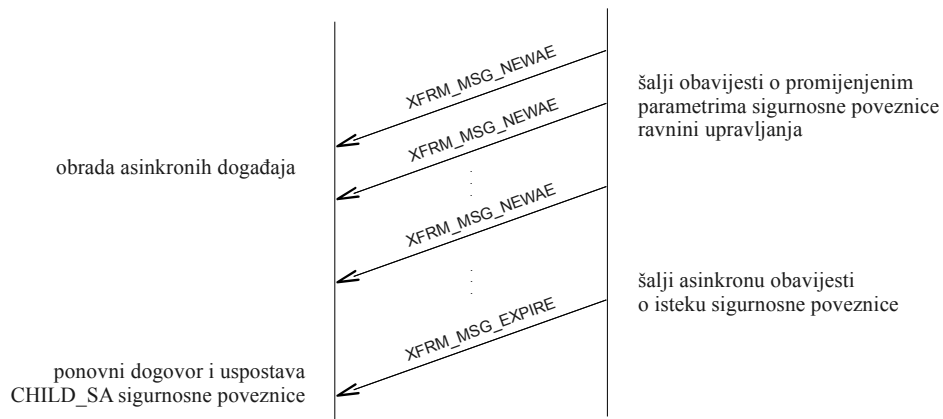 XFRM_MSG_NEWAE
šalji obavijesti o promijenjenim
parametrima sigurnosne poveznice
ravnini upravljanja
XFRM_MSG_NEWAE
obrada asinkronih događaja
XFRM_MSG_NEWAE
šalji asinkronu obavijesti
o isteku sigurnosne poveznice
XFRM_MSG_EXPIRE
ponovni dogovor i uspostava
CHILD_SA sigurnosne poveznice